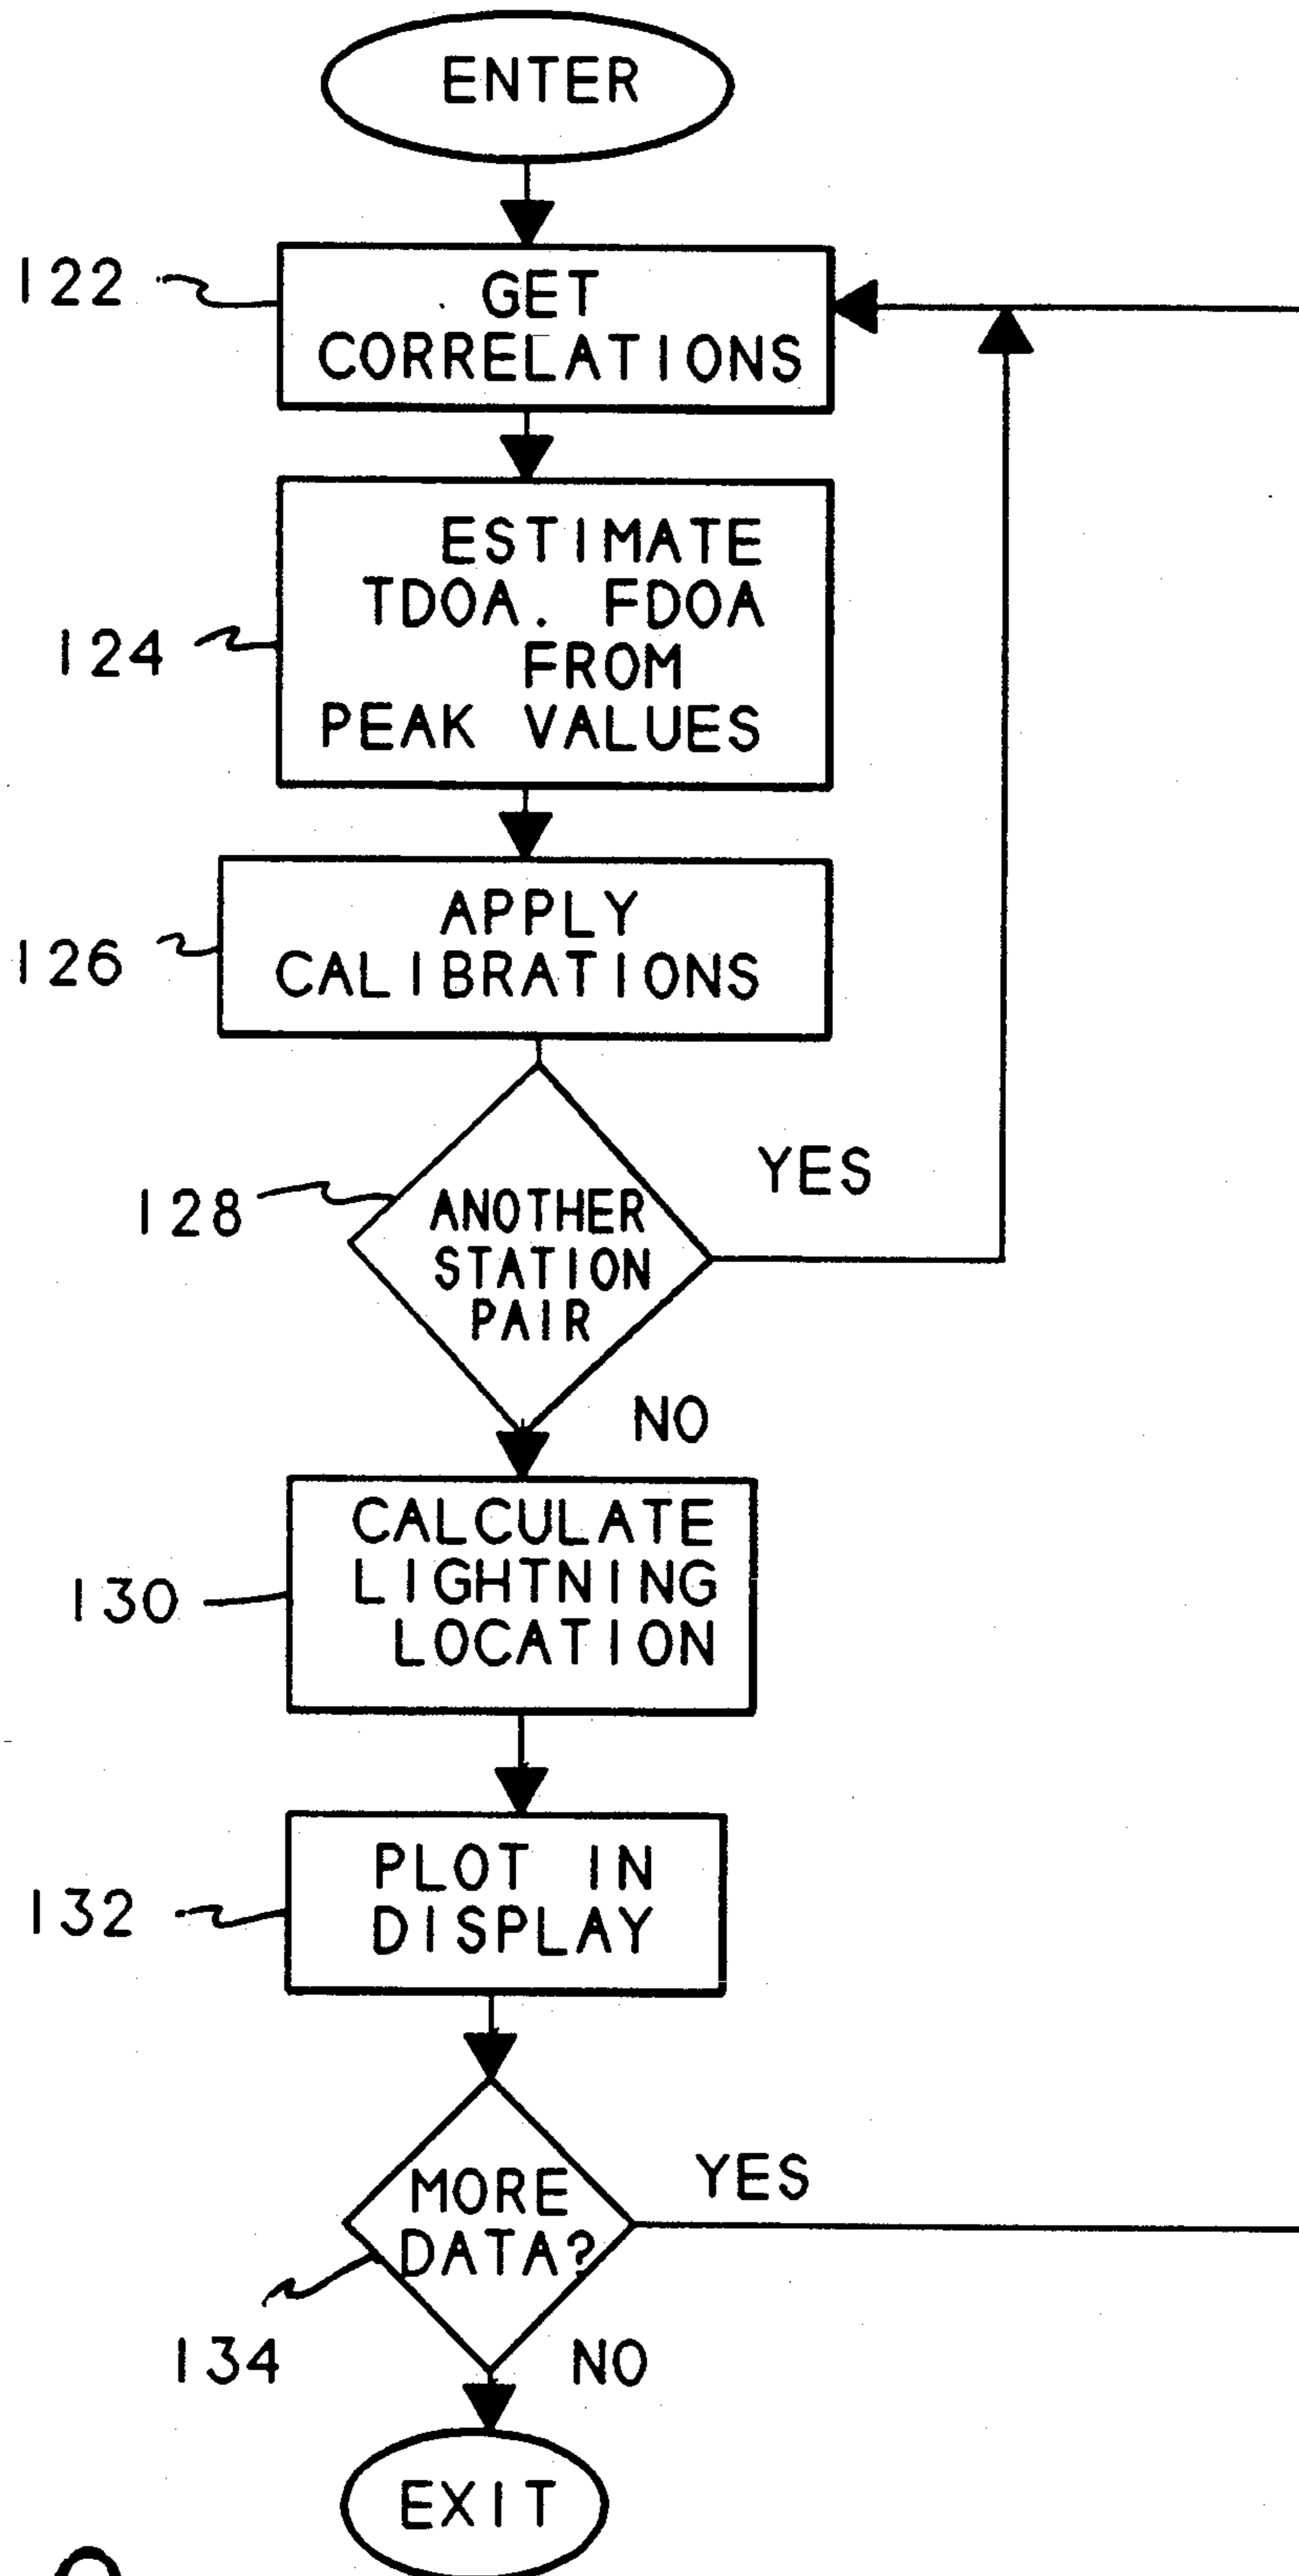 ENTER
122
GET
CORRELATIONS
124
ESTIMATE
TDOA. FDOA
FROM
PEAK VALUES
126
APPLY
CALIBRATIONS
128
ANOTHER
STATION
PAIR
YES
NO
130
CALCULATE
LIGHTNING
LOCATION
132
PLOT IN
DISPLAY
MORE
DATA?
YES
134
NO
EXIT